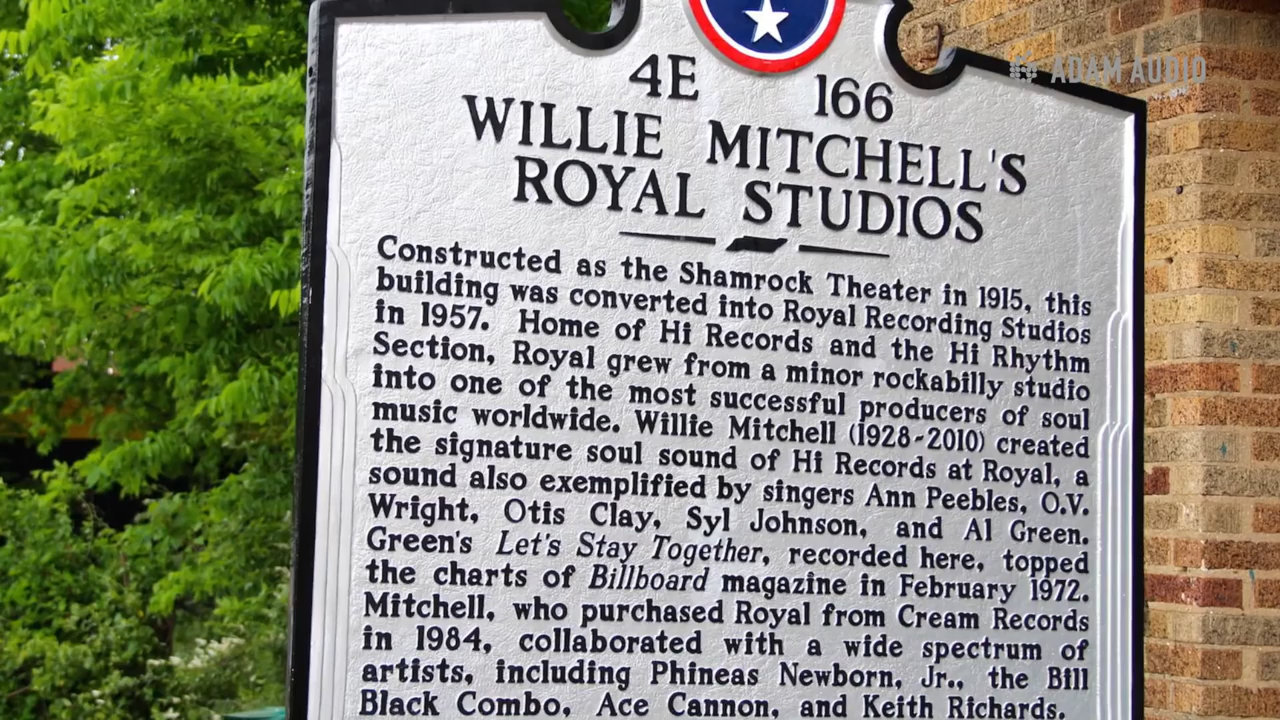 ADAM AUDIO
4E 166
WILLIE MITCHELL'S
ROYAL STUDIOS
Constructed as the Shamrock Theater in 1915, this
building was converted into Royal Recording Studios
in 1957. Home of Hi Records and the Hi Rhythm
Section, Royal grew from a minor rockabilly studio
into one of the most successful producers of soul
music worldwide. Willie Mitchell (1928-2010) created
the signature soul sound of Hi Records at Royal, a
sound also exemplified by singers Ann Peebles, O.V.
Wright, Otis Clay, Syl Johnson, and Al Green.
Green's Let's Stay Together, recorded here, topped
the charts of Billboard magazine in February 1972.
Mitchell, who purchased Royal from Cream Records
in 1984, collaborated with a wide spectrum of
artists, including Phineas Newborn, Jr., the Bill
Black Combo, Ace Cannon, and Keith Richards.